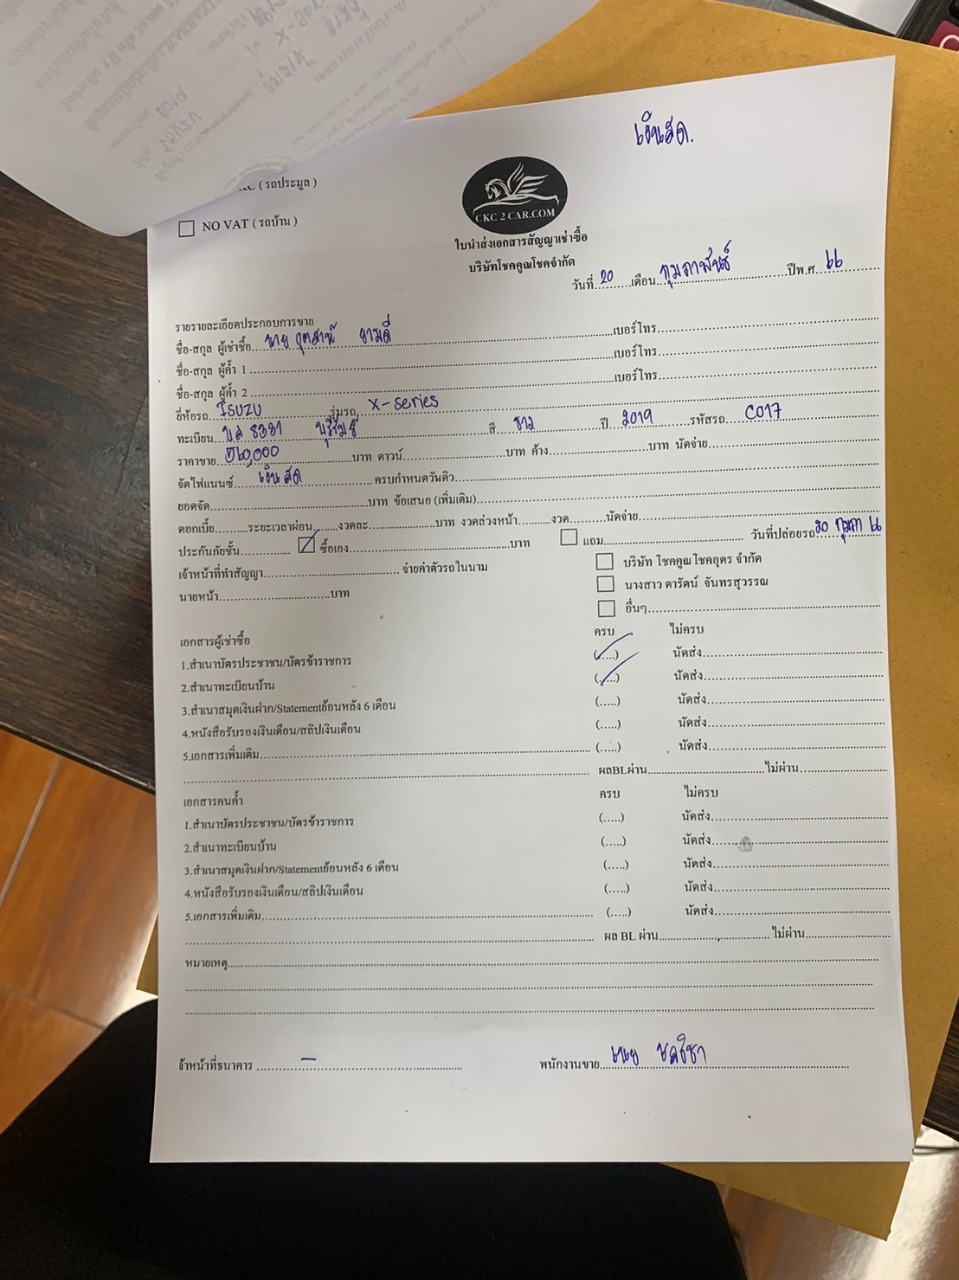 เงินสด.
( รถประมูล )
NO VAT ( รถบ้าน )
CKC 2 CAR.COM
ใบนำส่งเอกสารสัญญาเช่าซื้อ
บริษัทโชคคูณโชคจำกัด
วันที่ 20 เดือน กุมภาพันธ์ ปีพ.ศ. 66
รายรายละเอียดประกอบการขาย
ชื่อ-สกุล ผู้เช่าซื้อ นาย เบอร์โทร
ชื่อ-สกุล ผู้ค้ำ 1 เบอร์โทร
ชื่อ-สกุล ผู้ค้ำ 2 เบอร์โทร
ยี่ห้อรถ ISUZU รุ่นรถ X-series
ทะเบียน บุรีรัมย์ สี ขาว ปี 2019 รหัสรถ C017
ราคาขาย บาท ดาวน์ บาท ค้าง บาท นัดจ่าย
จัดไฟแนนซ์ เงินสด ครบกำหนดวันดิว
ยอดจัด บาท ข้อเสนอ (เพิ่มเติม)
ดอกเบี้ย ระยะเวลาผ่อน งวดละ บาท งวดล่วงหน้า งวด นัดจ่าย
ประกันภัยชั้น ซื้อเอง บาท แถม วันที่ปล่อยรถ 20 กุมภา 66
เจ้าหน้าที่ทำสัญญา จ่ายค่าตัวรถในนาม บริษัท โชคคูณโชคอุดร จำกัด
นายหน้า บาท นางสาว ดารัตน์ จันทรสุวรรณ
อื่นๆ
เอกสารผู้เช่าซื้อ ครบ ไม่ครบ
1.สำเนาบัตรประชาชน/บัตรข้าราชการ (.....) นัดส่ง
2.สำเนาทะเบียนบ้าน (.....) นัดส่ง
3.สำเนาสมุดเงินฝาก/Statementย้อนหลัง 6 เดือน (.....) นัดส่ง
4.หนังสือรับรองเงินเดือน/สลิปเงินเดือน (.....) นัดส่ง
5.เอกสารเพิ่มเติม (.....) นัดส่ง
ผลBLผ่าน ไม่ผ่าน
เอกสารคนค้ำ ครบ ไม่ครบ
1.สำเนาบัตรประชาชน/บัตรข้าราชการ (.....) นัดส่ง
2.สำเนาทะเบียนบ้าน (.....) นัดส่ง
3.สำเนาสมุดเงินฝาก/Statementย้อนหลัง 6 เดือน (.....) นัดส่ง
4.หนังสือรับรองเงินเดือน/สลิปเงินเดือน (.....) นัดส่ง
5.เอกสารเพิ่มเติม (.....) นัดส่ง
ผล BL ผ่าน ไม่ผ่าน
หมายเหตุ
จ้าหน้าที่ธนาคาร - พนักงานขาย